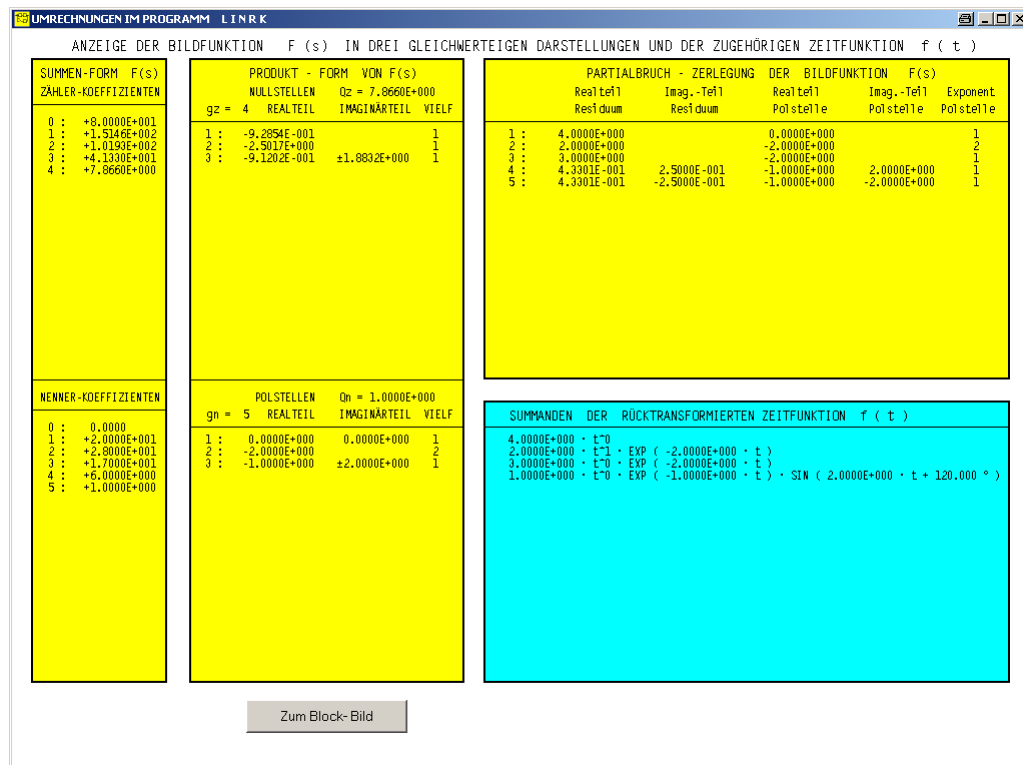 UMRECHNUNGEN IM PROGRAMM L I N R K
ANZEIGE DER BILDFUNKTION F (s) IN DREI GLEICHWERTEIGEN DARSTELLUNGEN UND DER ZUGEHÖRIGEN ZEITFUNKTION f ( t )
SUMMEN-FORM F(s)
ZÄHLER-KOEFFIZIENTEN
0 : +8.0000E+001
1 : +1.5146E+002
2 : +1.0193E+002
3 : +4.1330E+001
4 : +7.8660E+000
NENNER-KOEFFIZIENTEN
0 : 0.0000
1 : +2.0000E+001
2 : +2.8000E+001
3 : +1.7000E+001
4 : +6.0000E+000
5 : +1.0000E+000
PRODUKT - FORM VON F(s)
NULLSTELLEN Qz = 7.8660E+000
gz = 4 REALTEIL IMAGINÄRTEIL VIELF
1 : -9.2854E-001 1
2 : -2.5017E+000 1
3 : -9.1202E-001 ±1.8832E+000 1
POLSTELLEN Qn = 1.0000E+000
gn = 5 REALTEIL IMAGINÄRTEIL VIELF
1 : 0.0000E+000 0.0000E+000 1
2 : -2.0000E+000 2
3 : -1.0000E+000 ±2.0000E+000 1
PARTIALBRUCH - ZERLEGUNG DER BILDFUNKTION F(s)
Realteil Imag.-Teil Realteil Imag.-Teil Exponent
Residuum Residuum Polstelle Polstelle Polstelle
1 : 4.0000E+000 0.0000E+000 1
2 : 2.0000E+000 -2.0000E+000 2
3 : 3.0000E+000 -2.0000E+000 1
4 : 4.3301E-001 2.5000E-001 -1.0000E+000 2.0000E+000 1
5 : 4.3301E-001 -2.5000E-001 -1.0000E+000 -2.0000E+000 1
SUMMANDEN DER RÜCKTRANSFORMIERTEN ZEITFUNKTION f ( t )
4.0000E+000 · t^0
2.0000E+000 · t^1 · EXP ( -2.0000E+000 · t )
3.0000E+000 · t^0 · EXP ( -2.0000E+000 · t )
1.0000E+000 · t^0 · EXP ( -1.0000E+000 · t ) · SIN ( 2.0000E+000 · t + 120.000 ° )
Zum Block-Bild